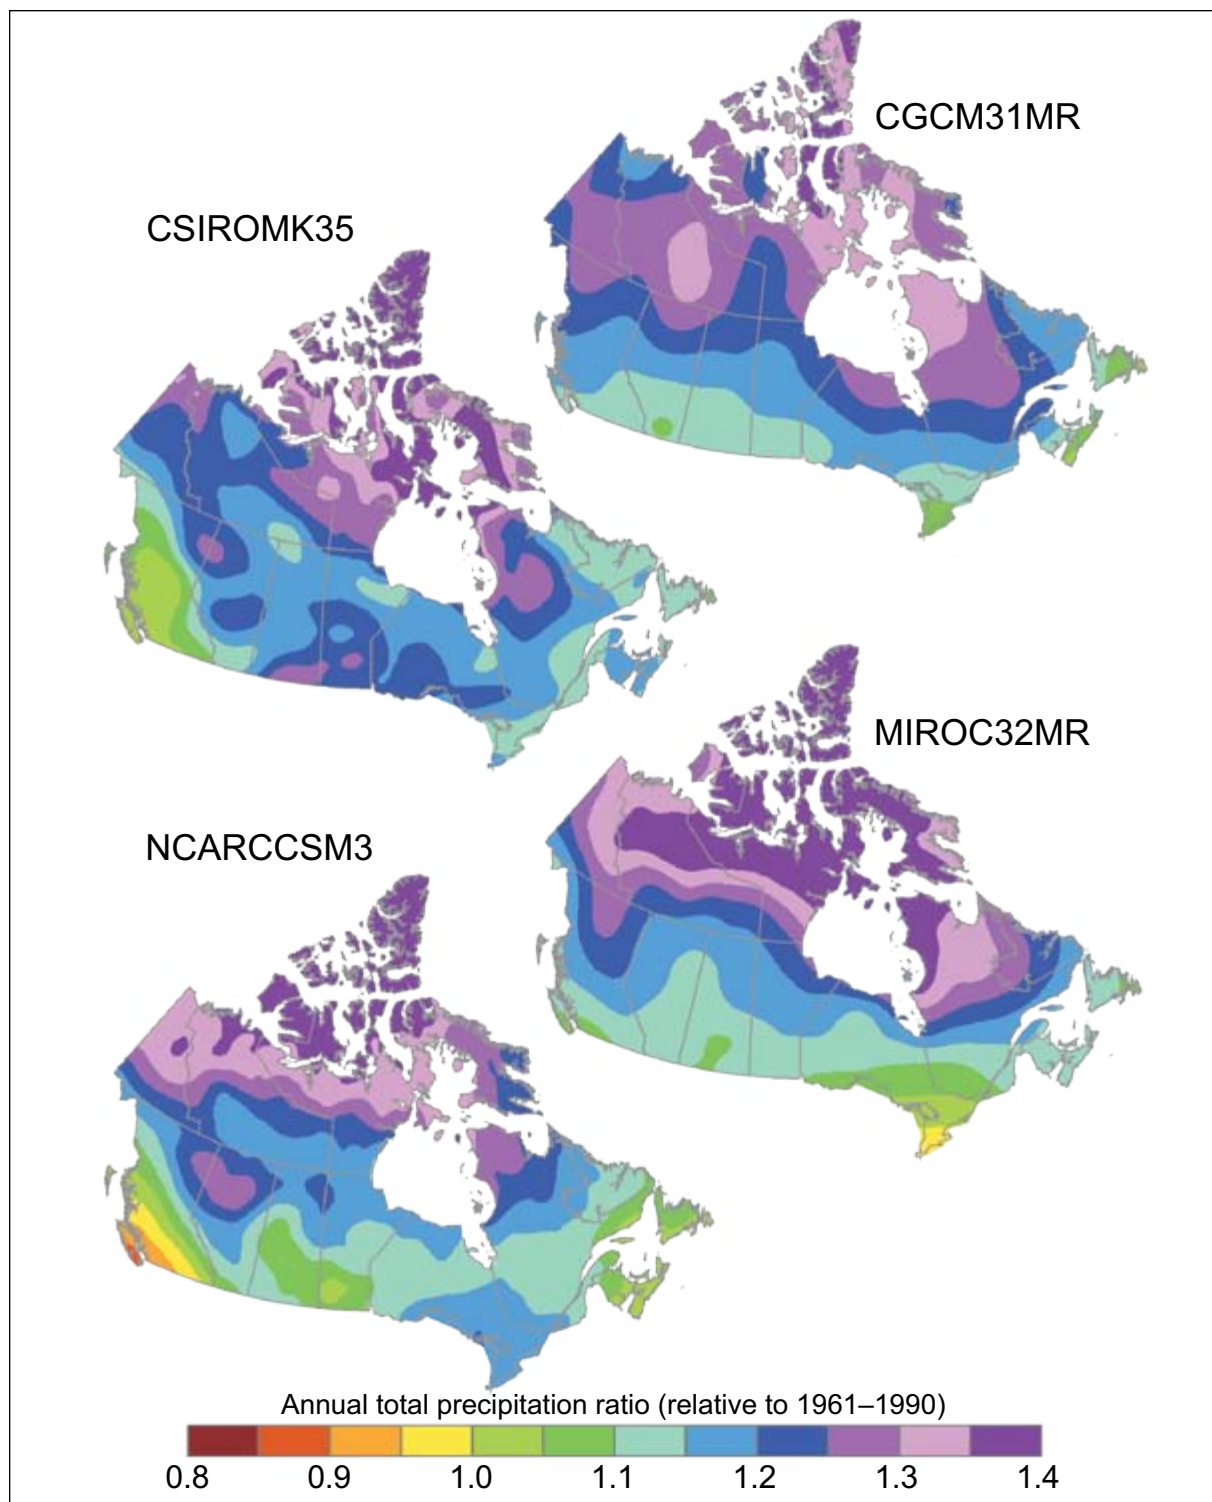 CGCM31MR
CSIROMK35
MIROC32MR
NCARCCSM3
Annual total precipitation ratio (relative to 1961–1990)
0.8 0.9 1.0 1.1 1.2 1.3 1.4